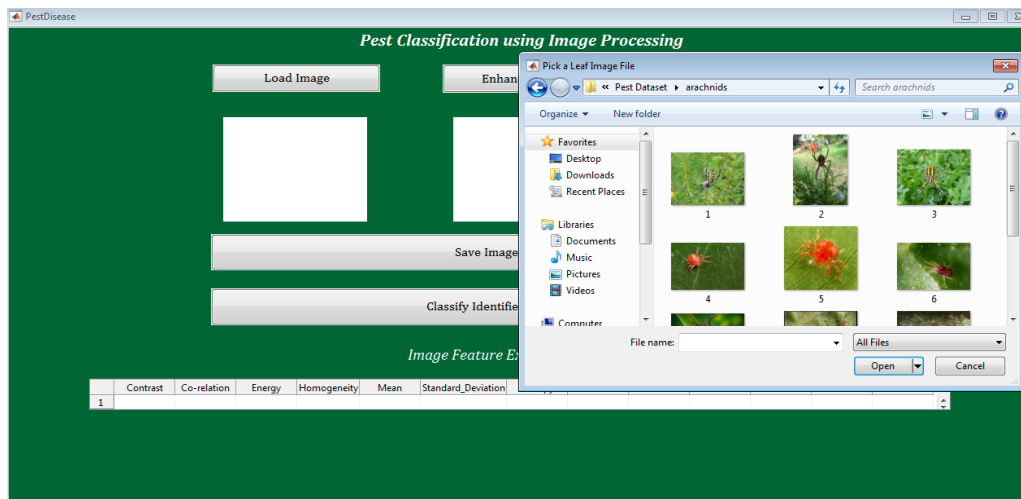 PestDisease
Pest Classification using Image Processing
Load Image
Enhan
Save Image
Classify Identifie
Image Feature Ex
Contrast Co-relation Energy Homogeneity Mean Standard_Deviation
1
Pick a Leaf Image File
« Pest Dataset arachnids
Search arachnids
Organize New folder
Favorites
Desktop
Downloads
Recent Places
Libraries
Documents
Music
Pictures
Videos
Computer
1 2 3
4 5 6
File name: All Files
Open Cancel